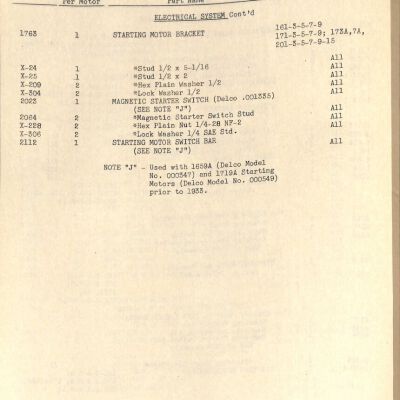 Per Motor Part Name
ELECTRICAL SYSTEM Cont'd
161-3-5-7-9
1763 1 STARTING MOTOR BRACKET 171-3-5-7-9; 173A,7A,
201-3-5-7-9-15
All
X-24 1 *Stud 1/2 x 5-1/16 All
X-25 1 *Stud 1/2 x 2 All
X-209 2 *Hex Plain Washer 1/2 All
X-304 2 *Lock Washer 1/2 All
2023 1 MAGNETIC STARTER SWITCH (Delco .001335)
(SEE NOTE "J") All
2064 2 *Magnetic Starter Switch Stud All
X-228 2 *Hex Plain Nut 1/4-28 NF-2 All
X-306 2 *Lock Washer 1/4 SAE Std.
2112 1 STARTING MOTOR SWITCH BAR All
(SEE NOTE "J")
NOTE "J" - Used with 1659A (Delco Model
No. 000347) and 1719A Starting
Motors (Delco Model No. 000549)
prior to 1933.